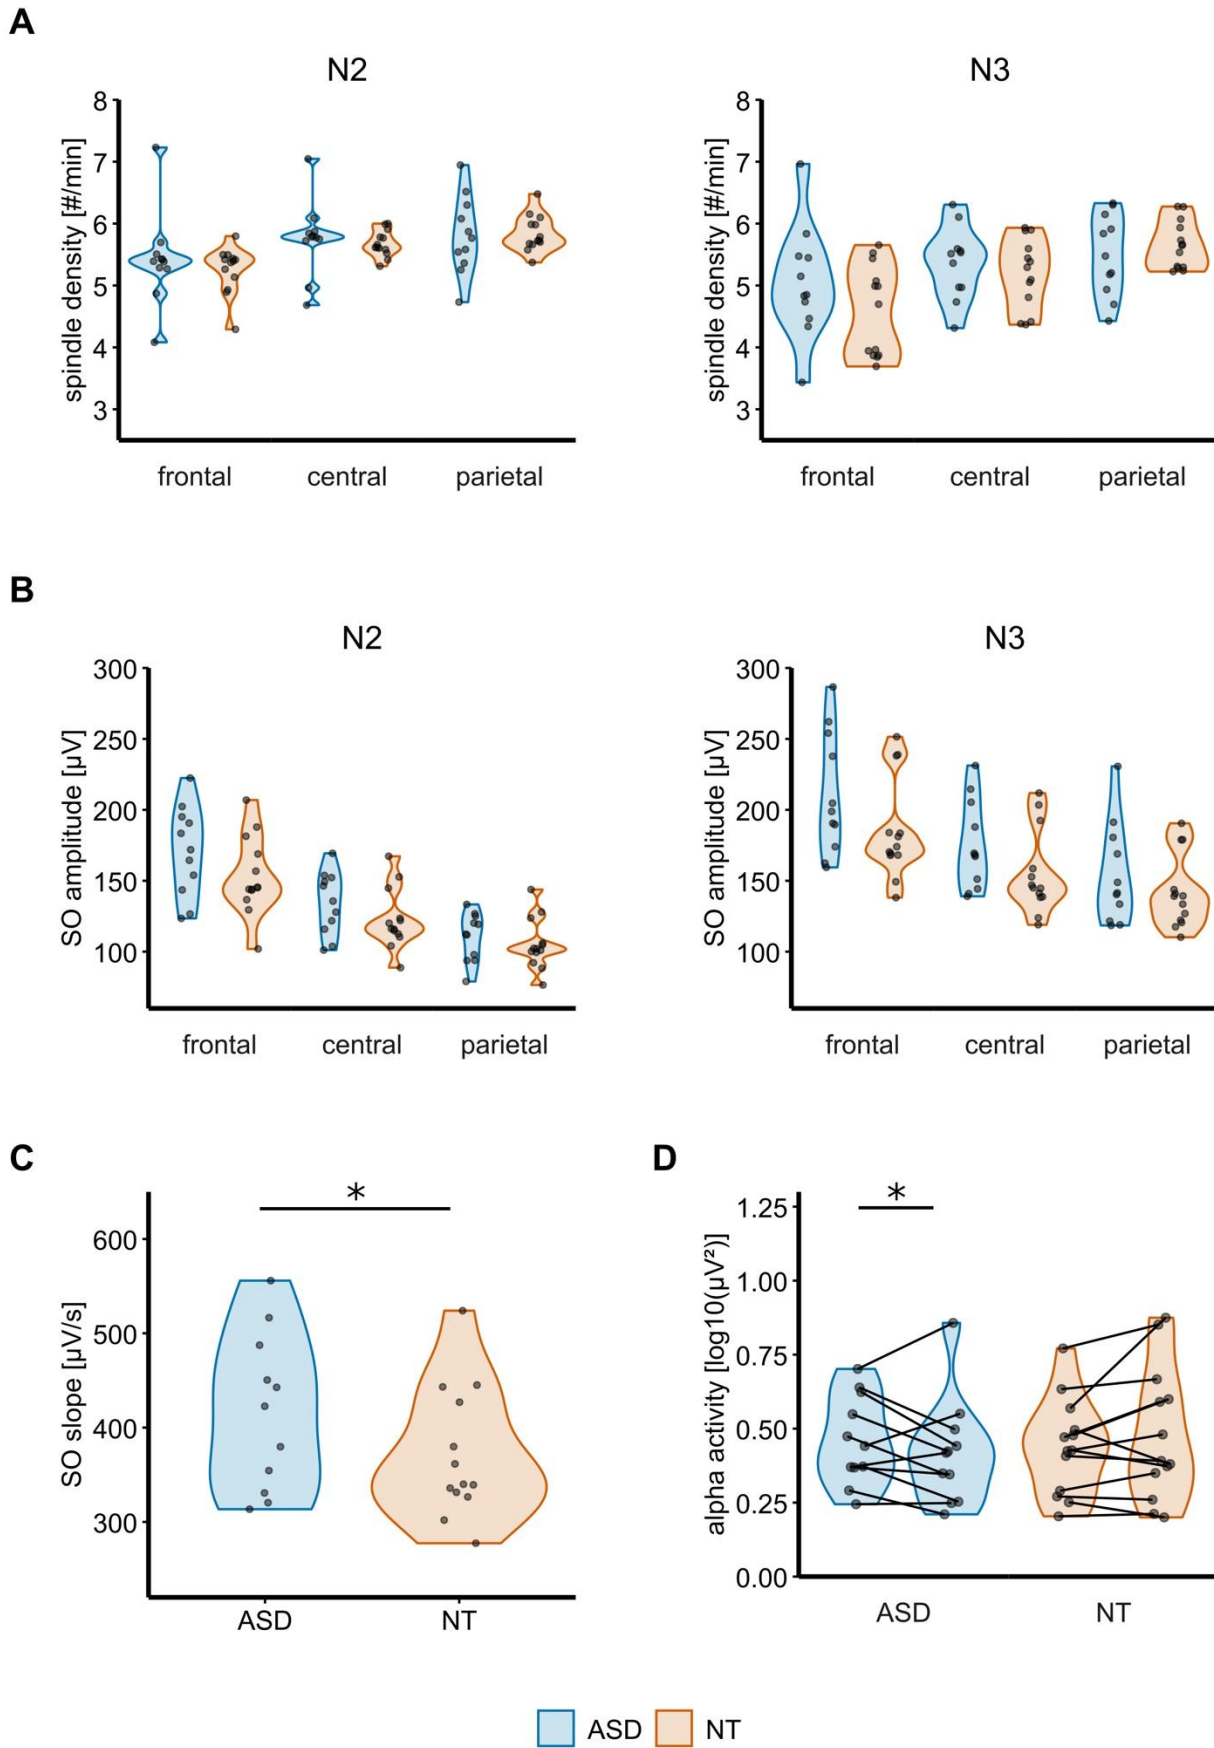 A
N2
N3
spindle density [#/min]
8
7
6
5
4
3
frontal central parietal
spindle density [#/min]
8
7
6
5
4
3
frontal central parietal
B
N2
N3
SO amplitude [µV]
300
250
200
150
100
frontal central parietal
SO amplitude [µV]
300
250
200
150
100
frontal central parietal
C
*
SO slope [µV/s]
600
500
400
300
ASD NT
D
*
alpha activity [log10(µV²)]
1.25
1.00
0.75
0.50
0.25
0.00
ASD NT
ASD NT